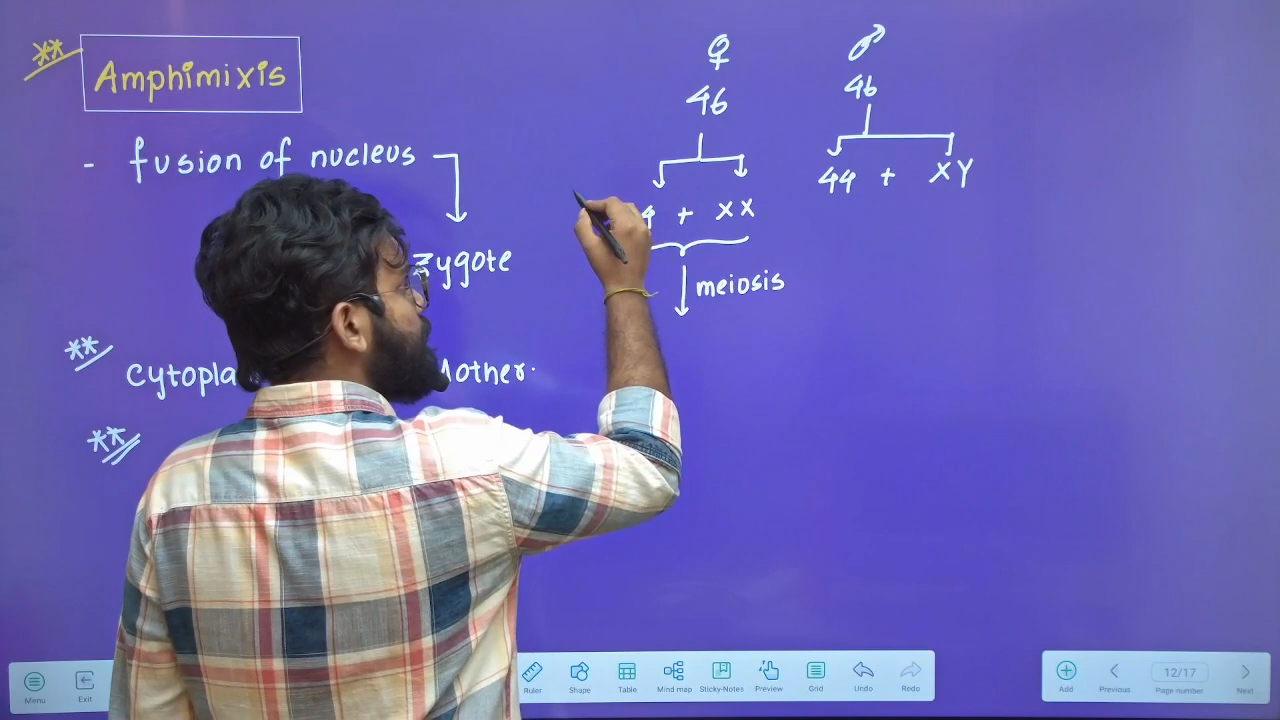 ** Amphimixis
- fusion of nucleus
zygote
**
Mother.
**
♀
46
+ XX
meiosis
♂
46
44 + XY
Menu
Exit
Ruler
Shape
Table
Mind map
Sticky-Notes
Preview
Grid
Undo
Redo
Add
Previous
12/17
Page number
Next